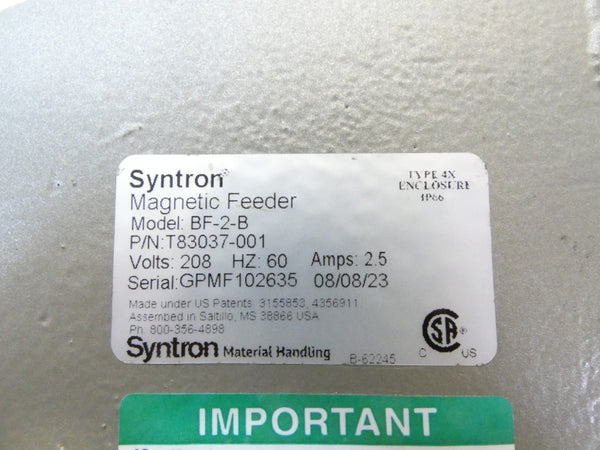 Syntron®
Magnetic Feeder
TYPE 4X
ENCLOSURE
IP66
Model: BF-2-B
P/N:T83037-001
Volts: 208 HZ: 60 Amps: 2.5
Serial:GPMF102635 08/08/23
Made under US Patents: 3155853, 4356911
Assembed in Saltillo, MS 38866 USA
Ph. 800-356-4898
Syntron Material Handling
B-62245
C US
IMPORTANT